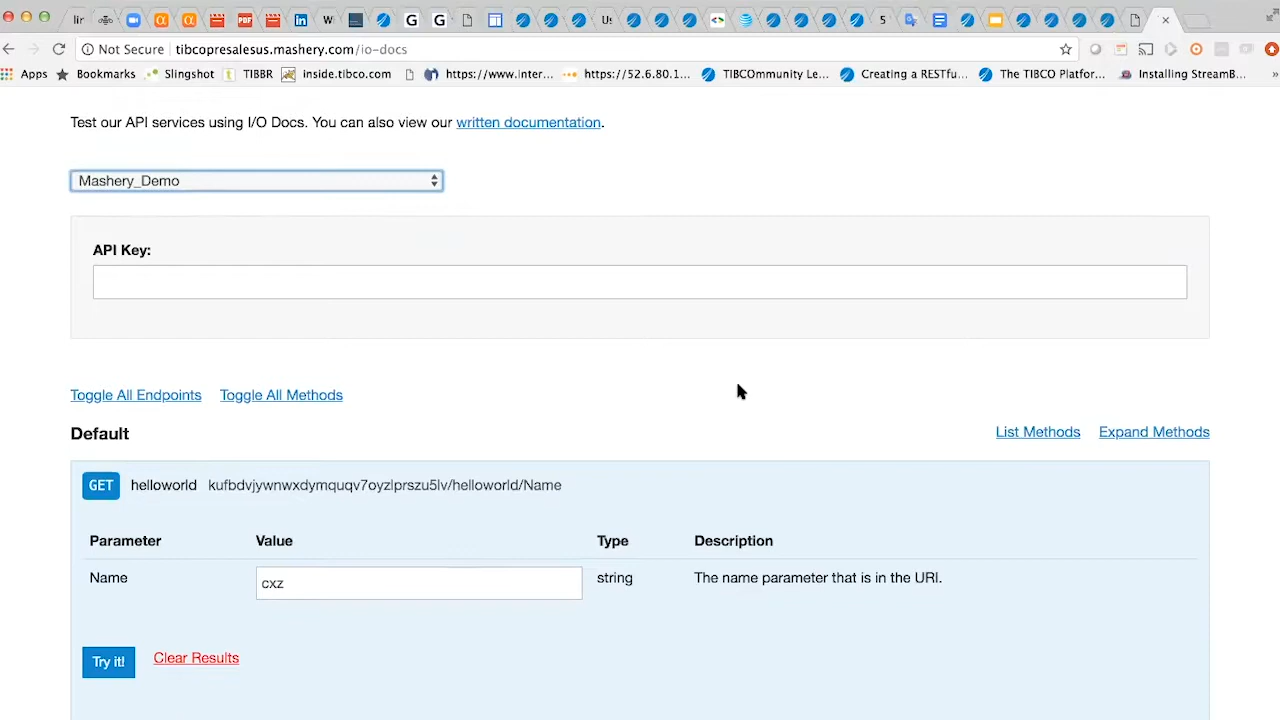 lir W G G Us 5
Not Secure tibcopresalesus.mashery.com/io-docs
Apps Bookmarks Slingshot TIBBR inside.tibco.com https://www.inter... https://52.6.80.1... TIBCOmmunity Le... Creating a RESTfu... The TIBCO Platfor... Installing StreamB... »
Test our API services using I/O Docs. You can also view our written documentation.
Mashery_Demo
API Key:
Toggle All Endpoints Toggle All Methods
Default List Methods Expand Methods
GET helloworld kufbdvjywnwxdymquqv7oyzlprszu5lv/helloworld/Name
Parameter Value Type Description
Name cxz string The name parameter that is in the URI.
Try it! Clear Results